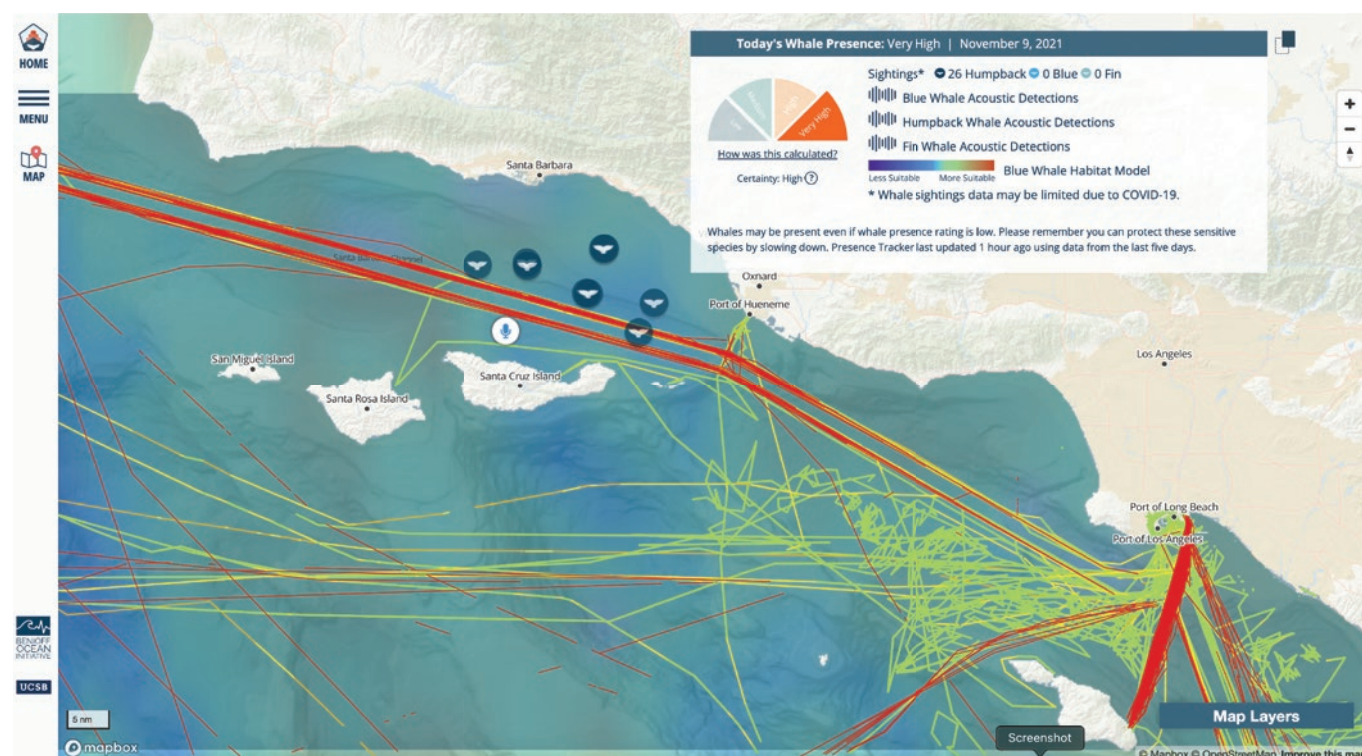 HOME
MENU
MAP
Today's Whale Presence: Very High | November 9, 2021
Low
Medium
High
Very High
How was this calculated?
Certainty: High ?
Sightings* 26 Humpback 0 Blue 0 Fin
Blue Whale Acoustic Detections
Humpback Whale Acoustic Detections
Fin Whale Acoustic Detections
Less Suitable More Suitable Blue Whale Habitat Model
* Whale sightings data may be limited due to COVID-19.
Whales may be present even if whale presence rating is low. Please remember you can protect these sensitive
species by slowing down. Presence Tracker last updated 1 hour ago using data from the last five days.
+
−
Santa Barbara
Santa Barbara Channel
Oxnard
Port of Hueneme
San Miguel Island
Santa Rosa Island
Santa Cruz Island
Los Angeles
Port of Long Beach
Port of Los Angeles
BENIOFF
OCEAN
INITIATIVE
UCSB
5 nm
mapbox
Map Layers
Screenshot
© Mapbox © OpenStreetMap Improve this map